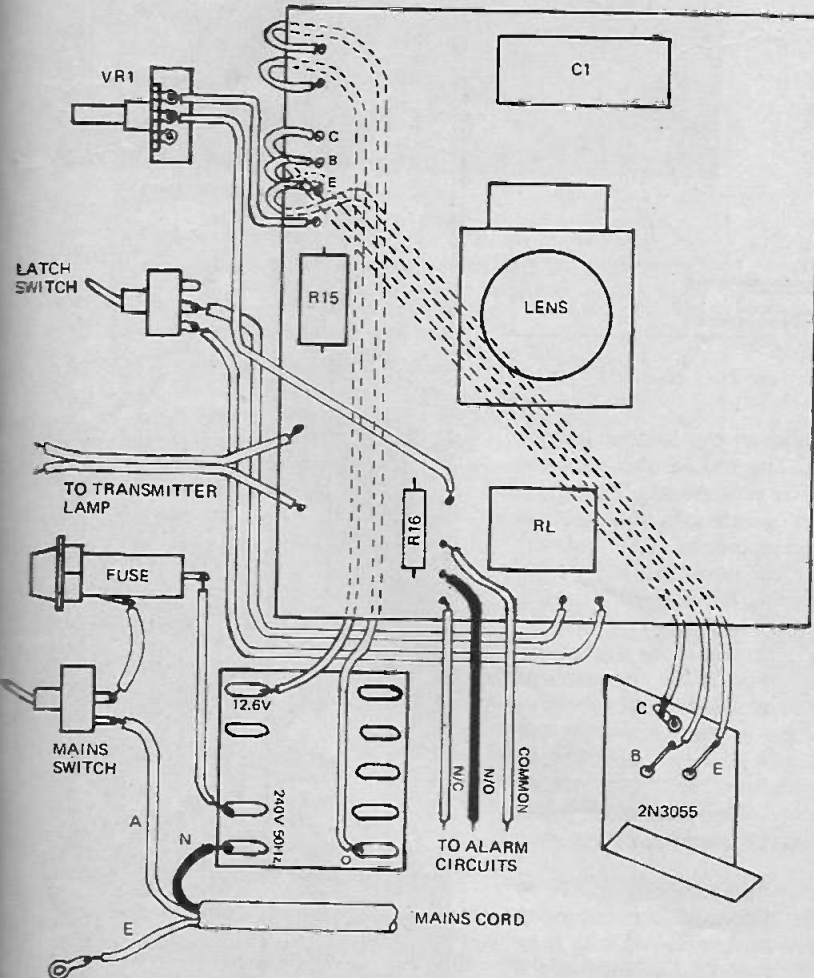 VR1
C1
C
B
E
LATCH
SWITCH
R15
LENS
TO TRANSMITTER
LAMP
R16
RL
FUSE
12.6V
MAINS
SWITCH
240V 50Hz
N/C
N/O
COMMON
C
B
E
2N3055
A
N
O
TO ALARM
CIRCUITS
E
MAINS CORD